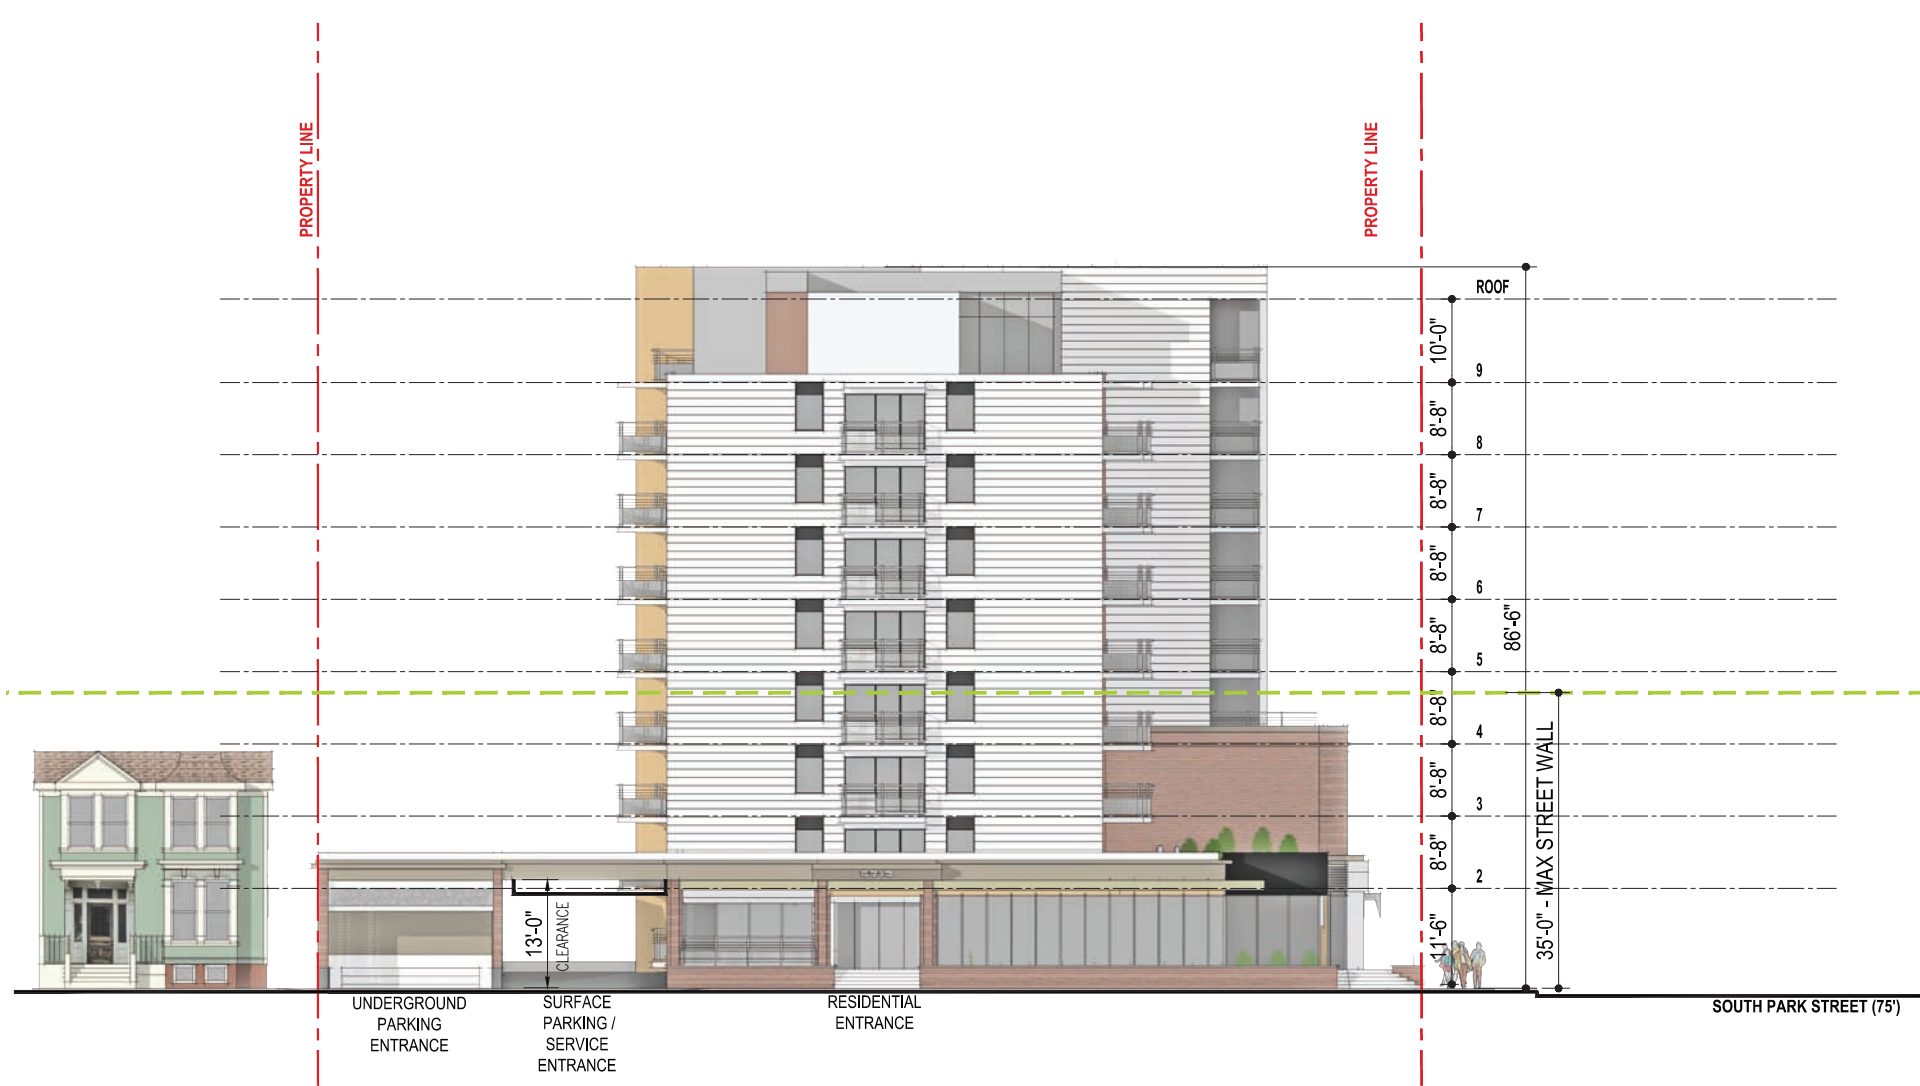 PROPERTY LINE
PROPERTY LINE
ROOF
10'-0"
9
8'-8"
8
8'-8"
7
8'-8"
6
8'-8"
86'-6"
5
8'-8"
4
8'-8"
3
8'-8"
2
11'-6"
35'-0" - MAX STREET WALL
13'-0"
CLEARANCE
UNDERGROUND
PARKING
ENTRANCE
SURFACE
PARKING /
SERVICE
ENTRANCE
RESIDENTIAL
ENTRANCE
SOUTH PARK STREET (75')